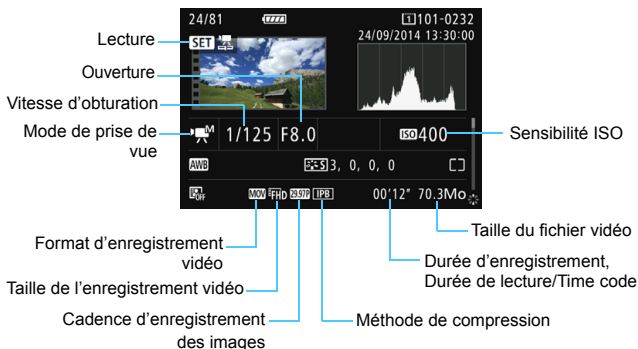 24/81
1 101-0232
24/09/2014 13:30:00
SET
Lecture
Ouverture
Vitesse d'obturation
Mode de prise de
vue
M 1/125 F8.0 ISO 400
Sensibilité ISO
AWB S 3, 0, 0, 0
OFF MOV FHD 29.97P IPB 00'12" 70.3Mo
Format d'enregistrement
vidéo
Taille du fichier vidéo
Durée d'enregistrement,
Durée de lecture/Time code
Taille de l'enregistrement vidéo
Cadence d'enregistrement
des images
Méthode de compression